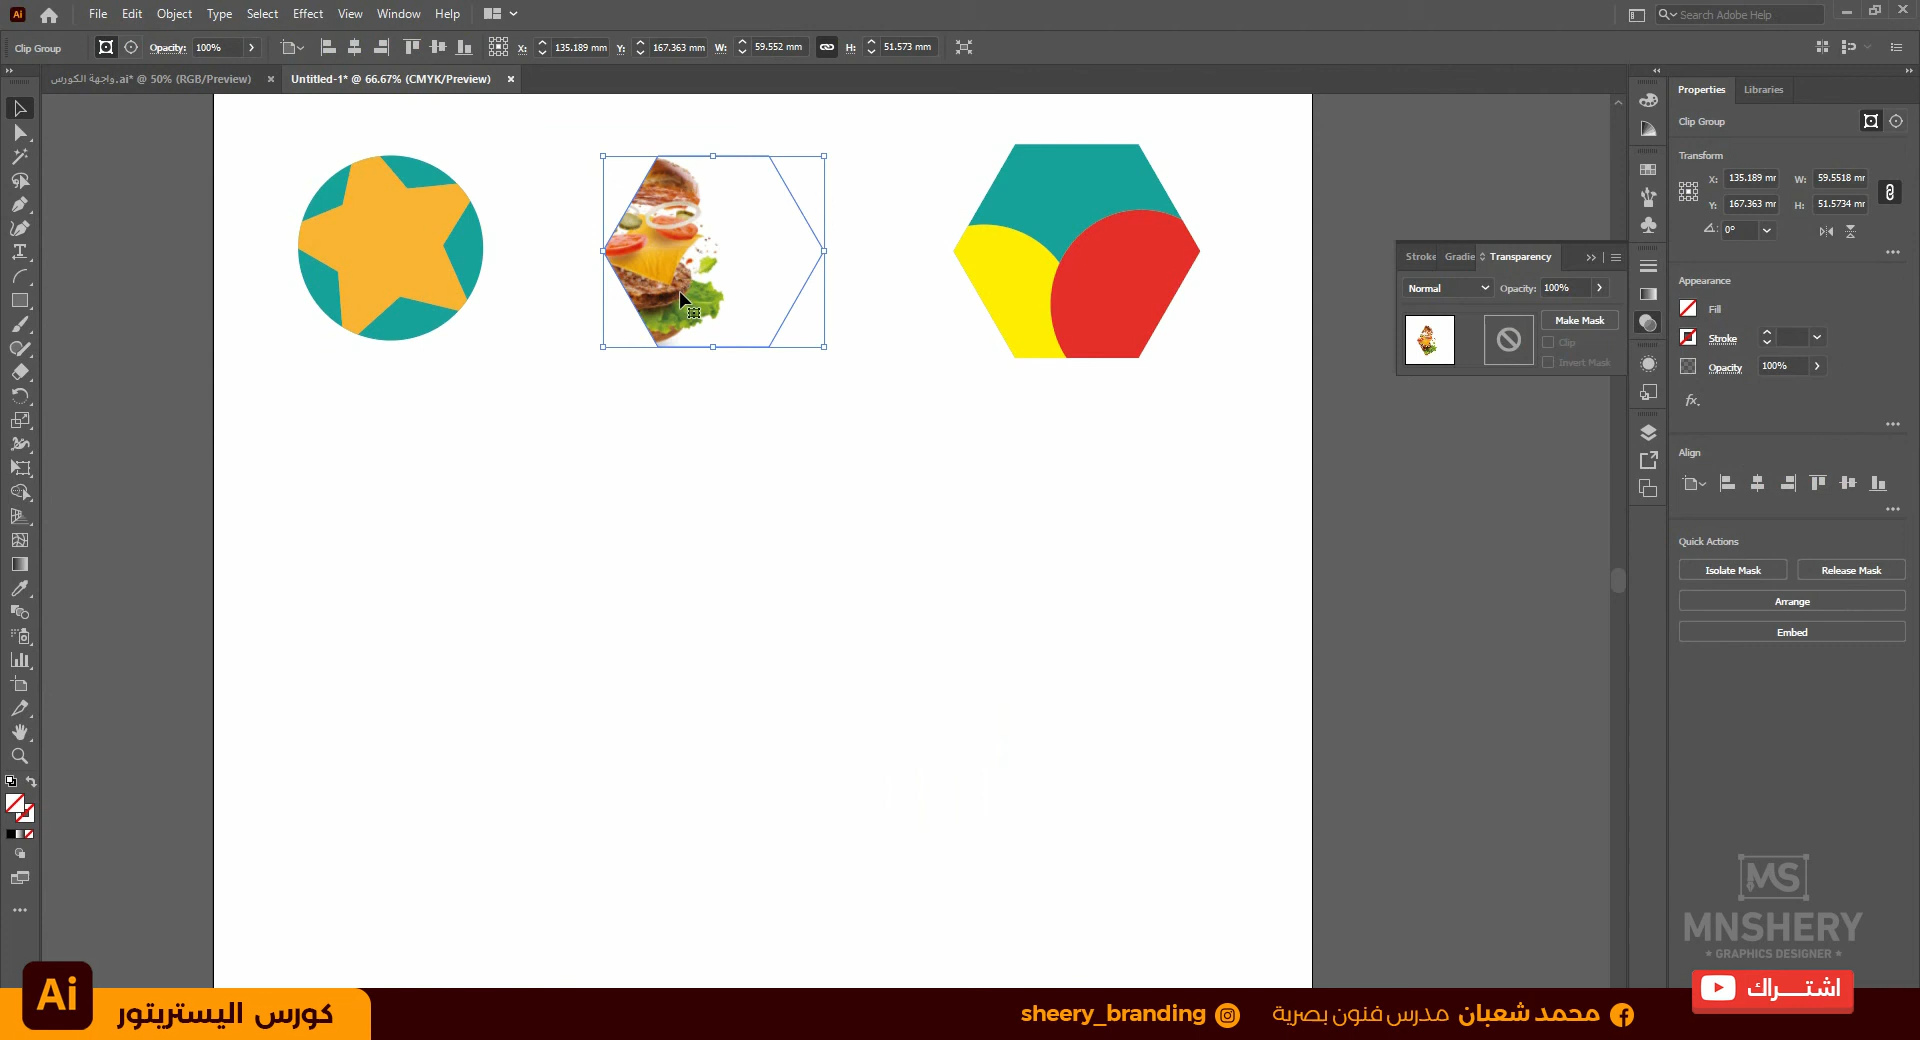 Ai File Edit Object Type Select Effect View Window Help Search Adobe Help
Clip Group Opacity: 100% X: 135.189 mm Y: 167.363 mm W: 59.552 mm H: 51.573 mm
واجهة الكورس.ai* @ 50% (RGB/Preview) × Untitled-1* @ 66.67% (CMYK/Preview) ×
Properties Libraries
Clip Group
Transform
X: 135.189 mr W: 59.5518 mr
Y: 167.363 mr H: 51.5734 mr
0°
Stroke Gradie Transparency
Normal Opacity: 100%
Make Mask
Clip
Invert Mask
Appearance
Fill
Stroke
Opacity 100%
fx.
Align
Quick Actions
Isolate Mask Release Mask
Arrange
Embed
MS
MNSHERY
* GRAPHICS DESIGNER *
اشتـــراك
Ai كورس اليستريتور
sheery_branding
محمد شعبان مدرس فنون بصرية